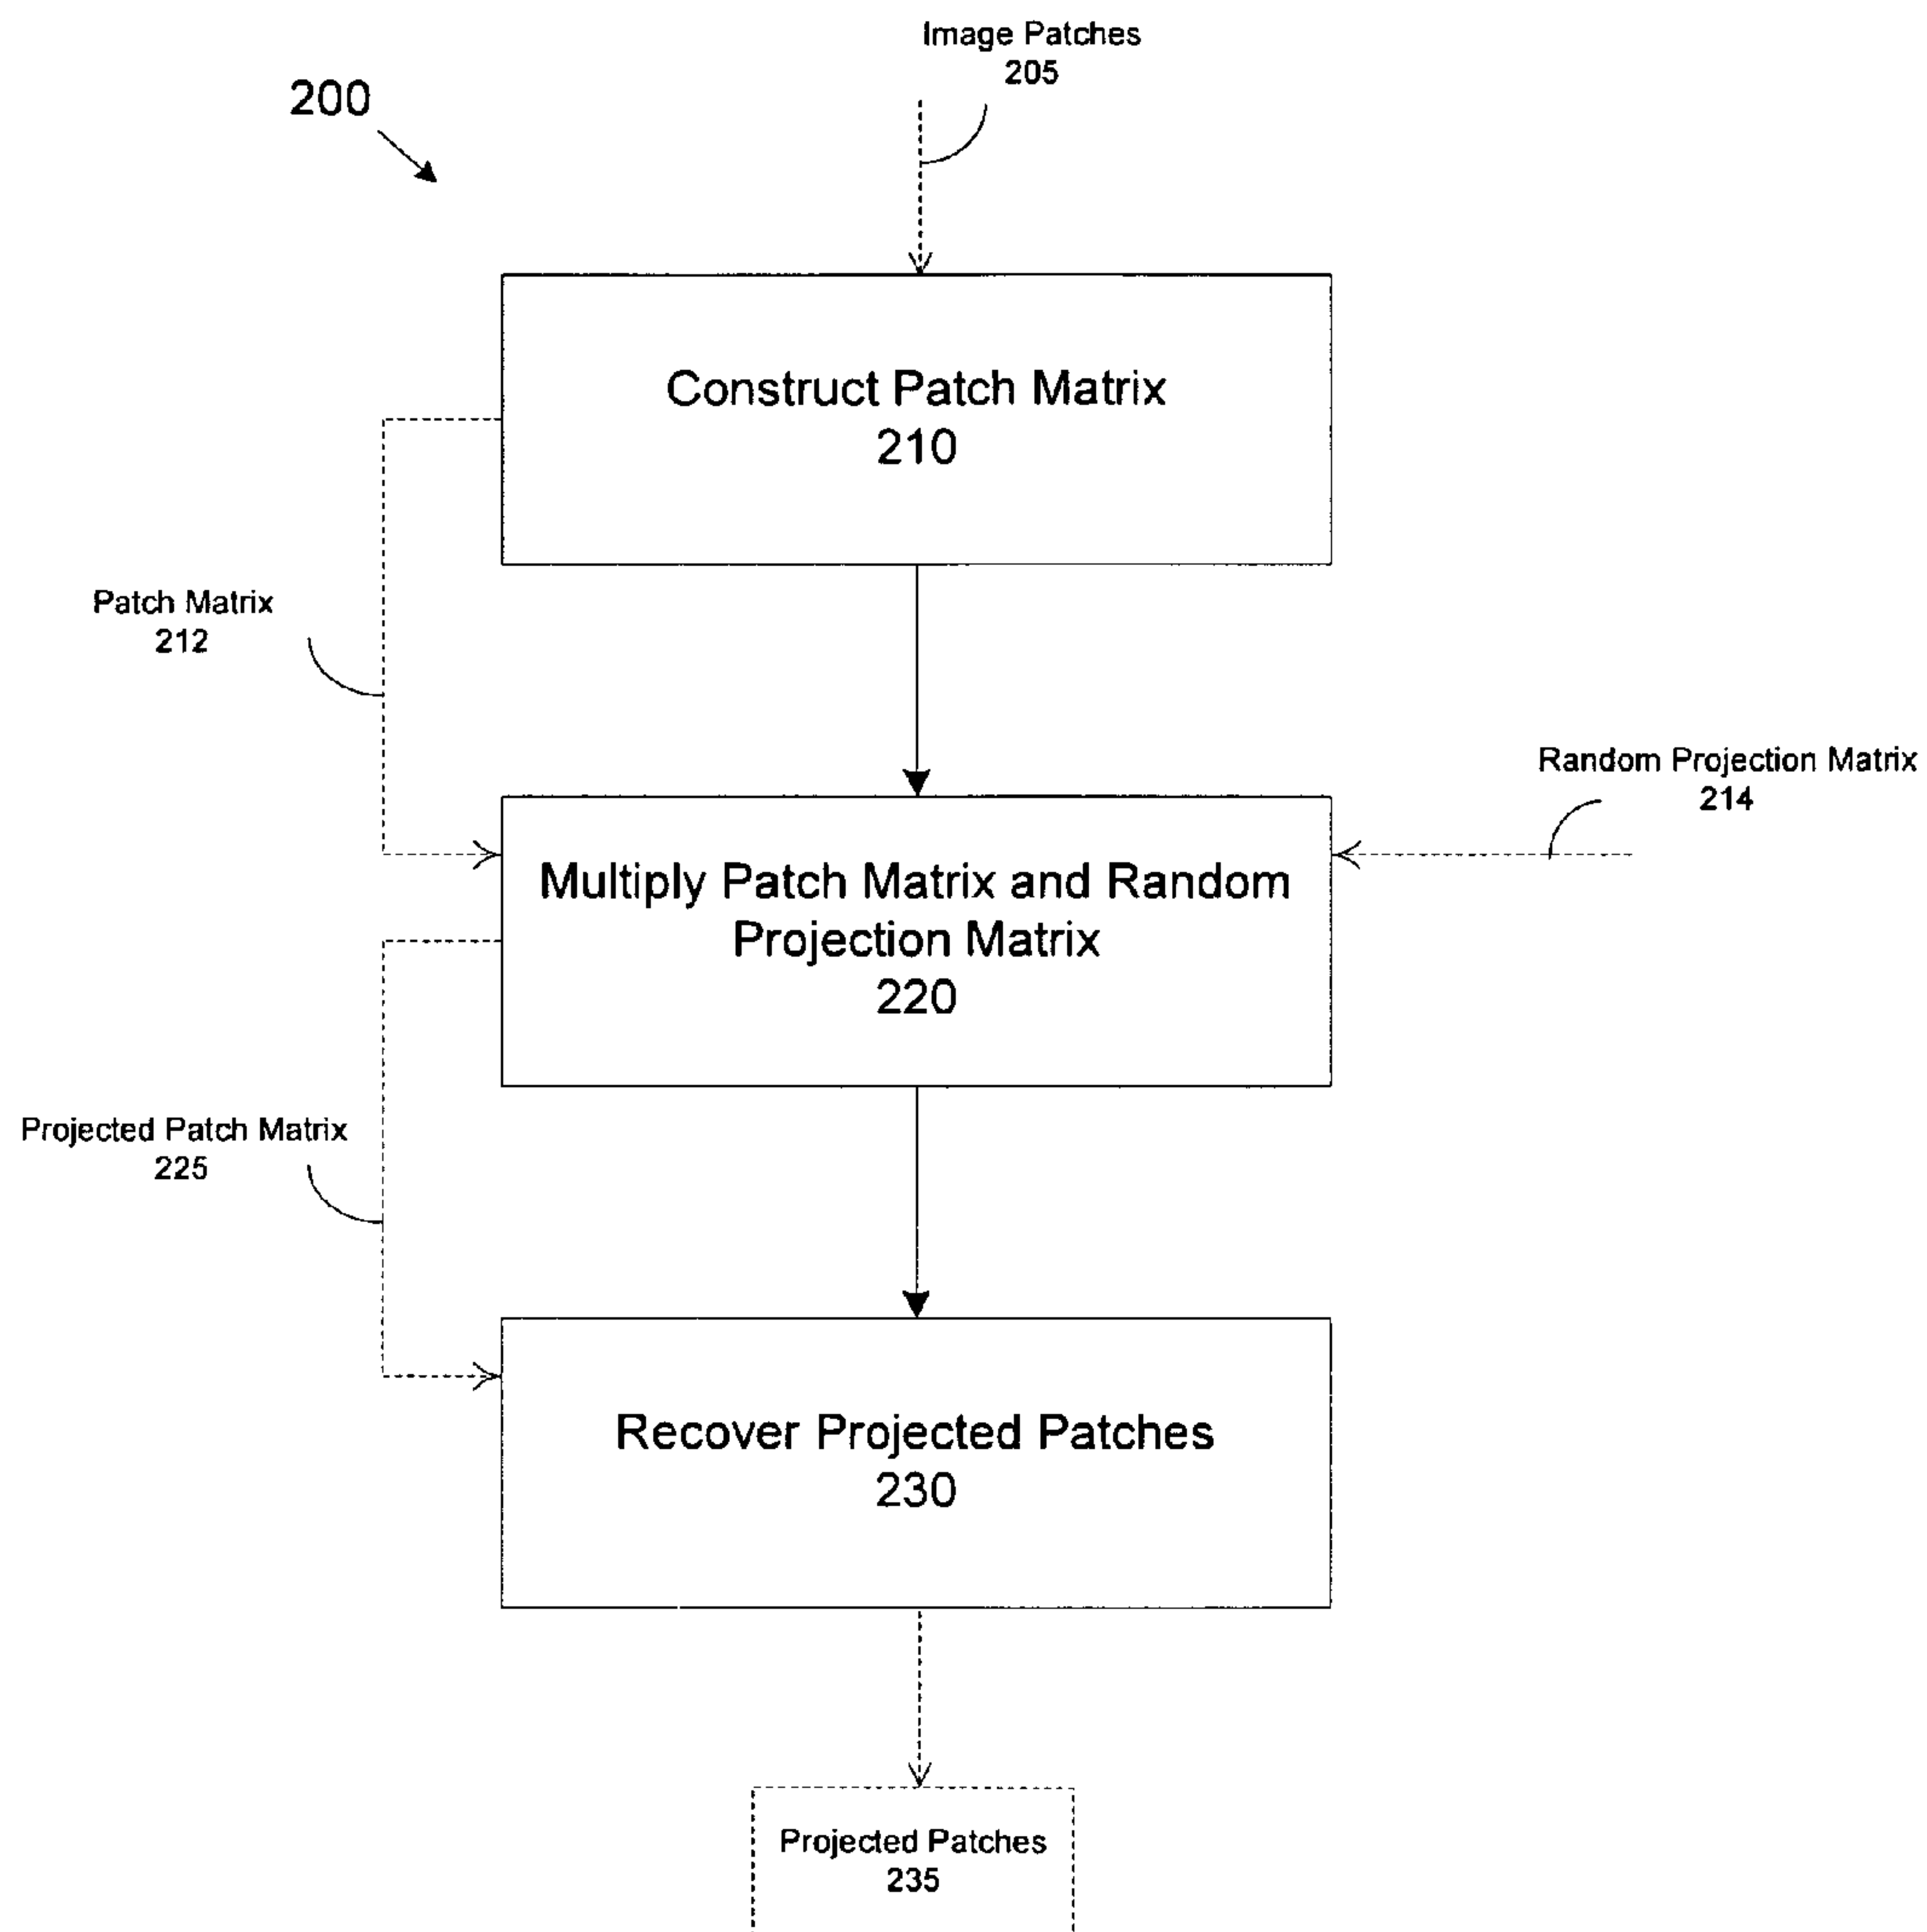 Image Patches
205
200
Construct Patch Matrix
210
Patch Matrix
212
Random Projection Matrix
214
Multiply Patch Matrix and Random
Projection Matrix
220
Projected Patch Matrix
225
Recover Projected Patches
230
Projected Patches
235